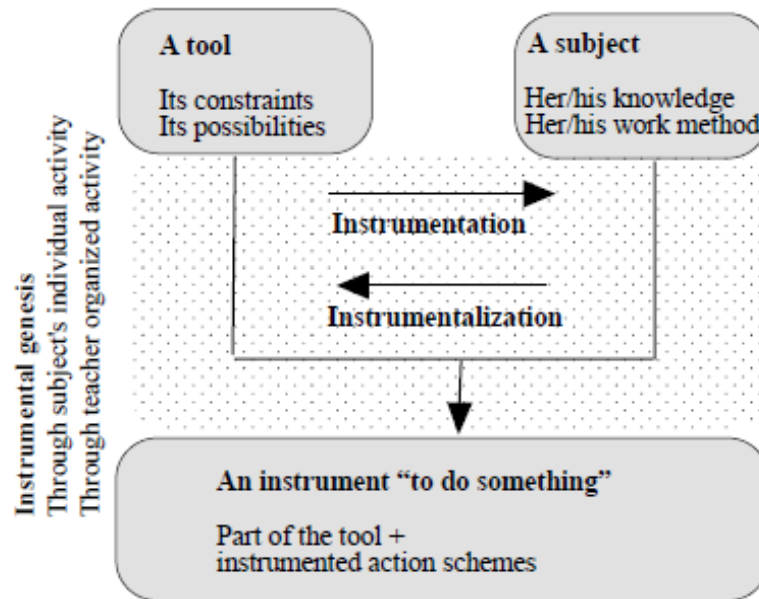 A tool
Its constraints
Its possibilities
A subject
Her/his knowledge
Her/his work method
Instrumentation
Instrumentalization
Instrumental genesis
Through subject's individual activity
Through teacher organized activity
An instrument “to do something”
Part of the tool +
instrumented action schemes